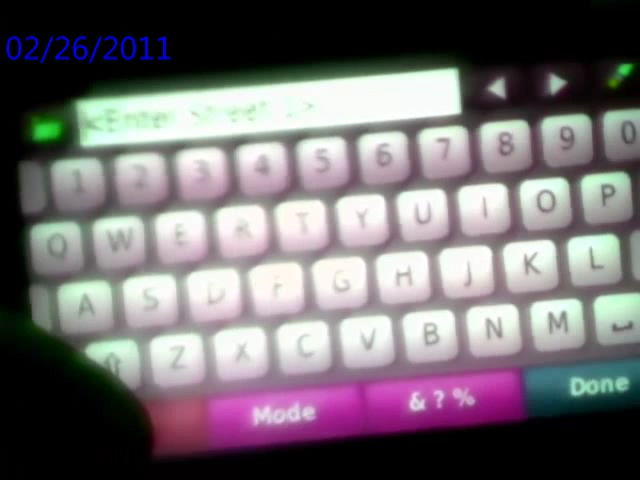 02/26/2011
<Enter Street 1>
1 2 3 4 5 6 7 8 9 0
Q W E R T Y U I O P
A S D F G H J K L
Z X C V B N M
Mode & ? % Done